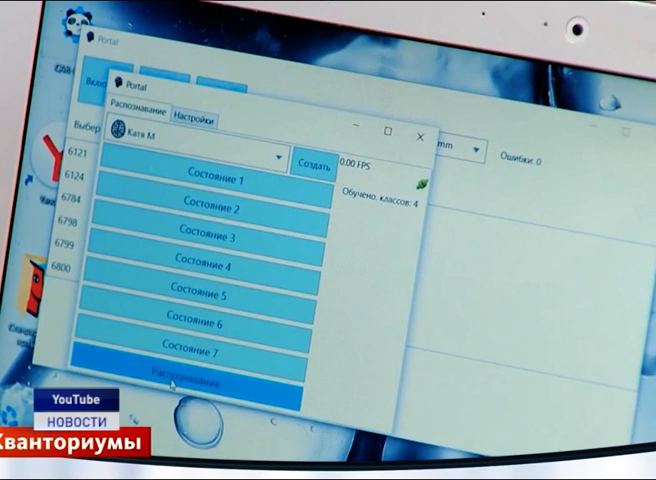 Portal
Portal
Распознавание
Настройки
Катя М
Создать
0.00 FPS
mm
Ошибки: 0
Обучено. классов: 4
6121
6124
6784
6798
6799
6800
Состояние 1
Состояние 2
Состояние 3
Состояние 4
Состояние 5
Состояние 6
Состояние 7
Распознавание
YouTube
НОВОСТИ
Кванториумы